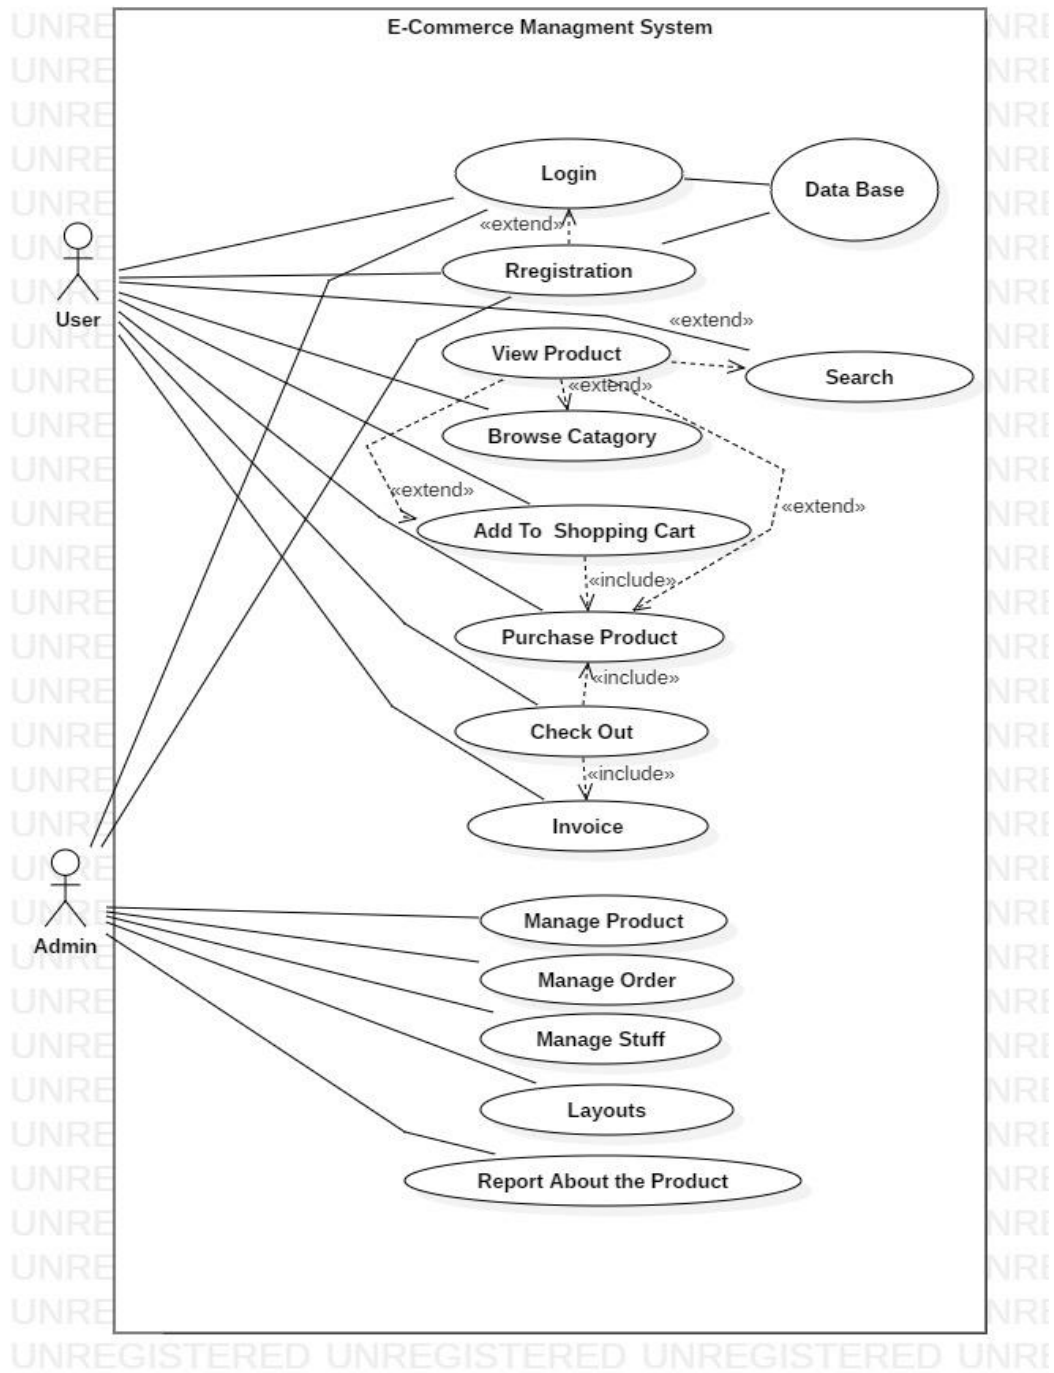 E-Commerce Managment System
Login
Data Base
«extend»
Rregistration
User
«extend»
View Product
Search
«extend»
Browse Catagory
«extend»
«extend»
Add To  Shopping Cart
«include»
Purchase Product
«include»
Check Out
«include»
Invoice
Manage Product
Admin
Manage Order
Manage Stuff
Layouts
Report About the Product
UNREGISTERED UNREGISTERED UNREGISTERED UNRE